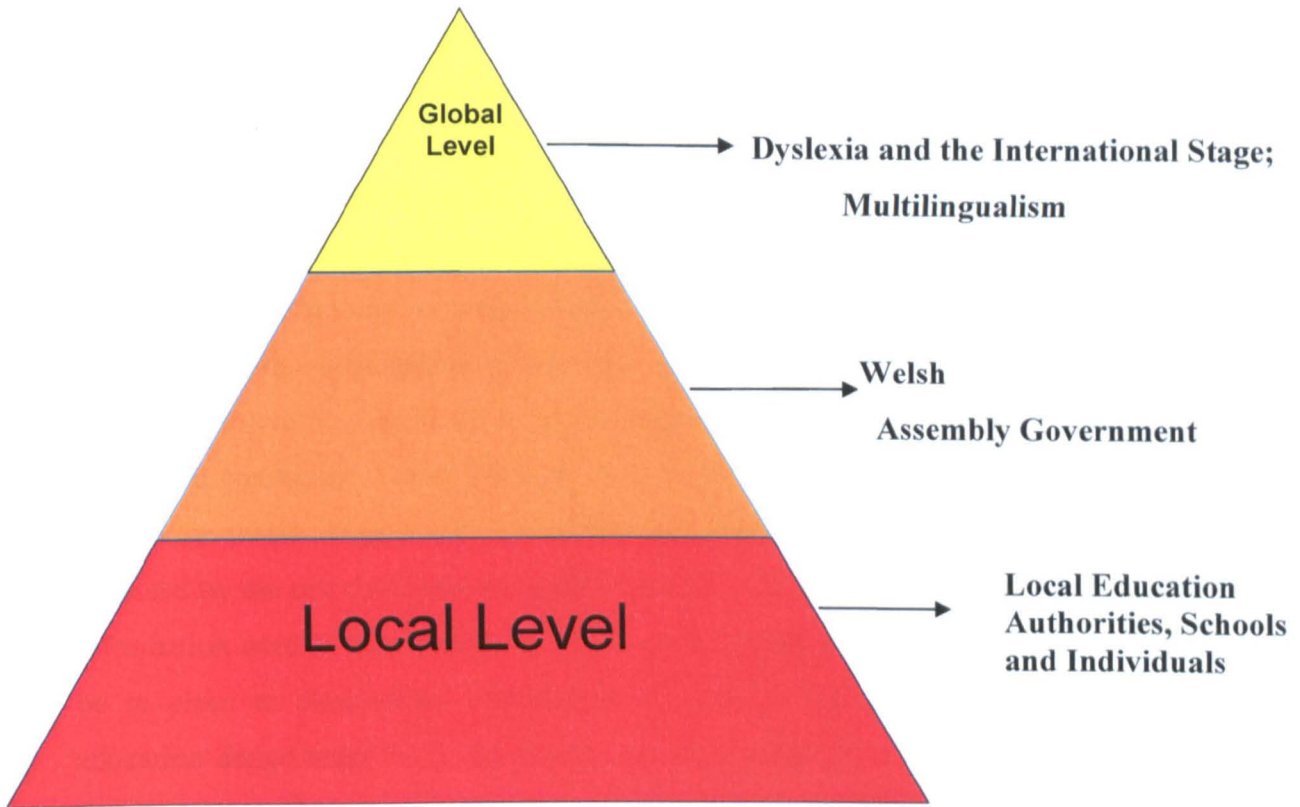 Global
Level
Dyslexia and the International Stage;
Multilingualism
Welsh
Assembly Government
Local Level
Local Education
Authorities, Schools
and Individuals